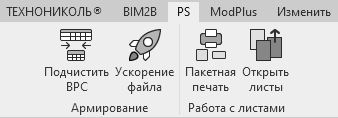 ТЕХНОНИКОЛЬ® BIM2B PS ModPlus Изменить
Подчистить Ускорение Пакетная Открыть
ВРС файла печать листы
Армирование Работа с листами